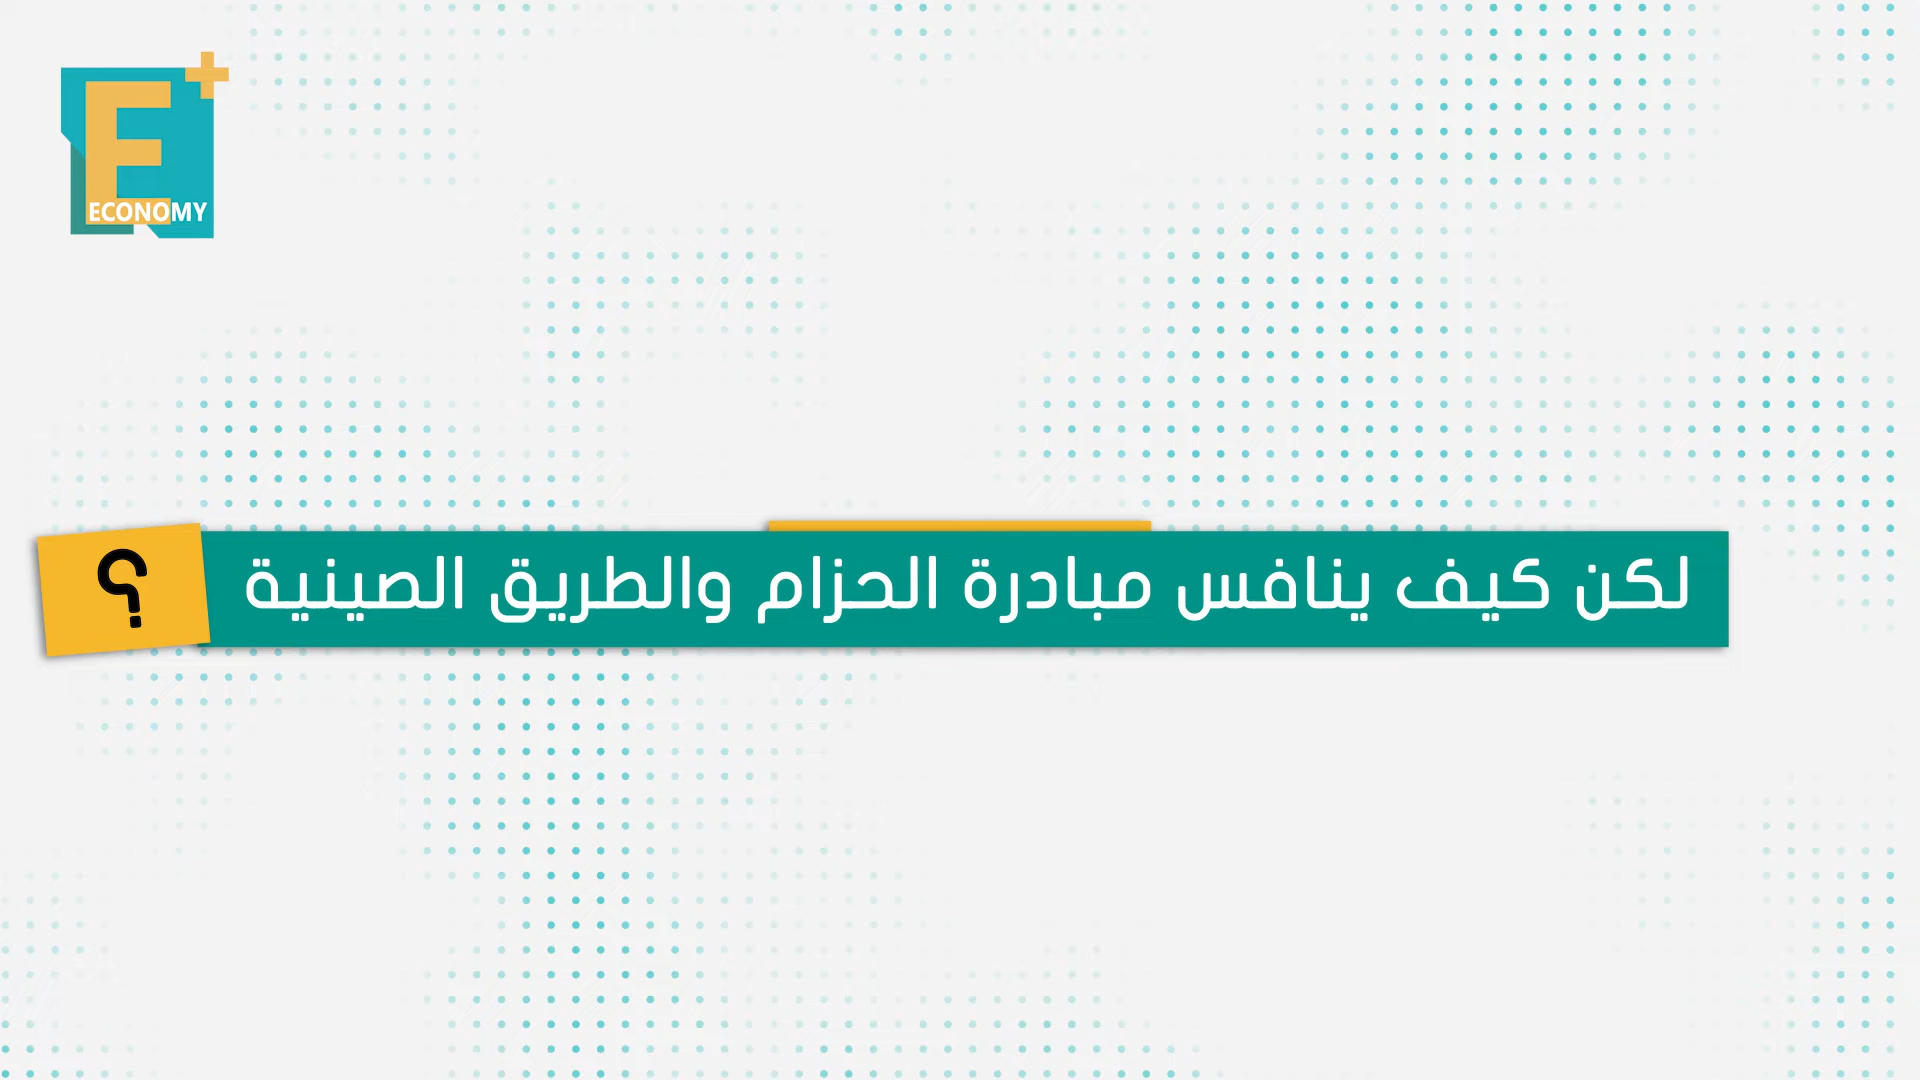 E+
ECONOMY
لكن كيف ينافس مبادرة الحزام والطريق الصينية ؟